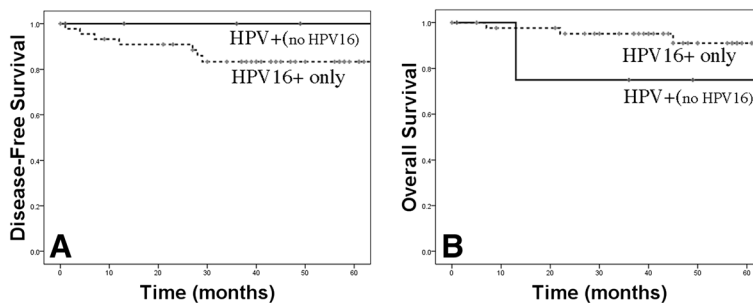 1.0
0.8
0.6
0.4
0.2
0.0
0 10 20 30 40 50 60
Disease-Free Survival
Time (months)
HPV+(no HPV16)
HPV16+ only
A
1.0
0.8
0.6
0.4
0.2
0.0
0 10 20 30 40 50 60
Overall Survival
Time (months)
HPV16+ only
HPV+(no HPV16)
B